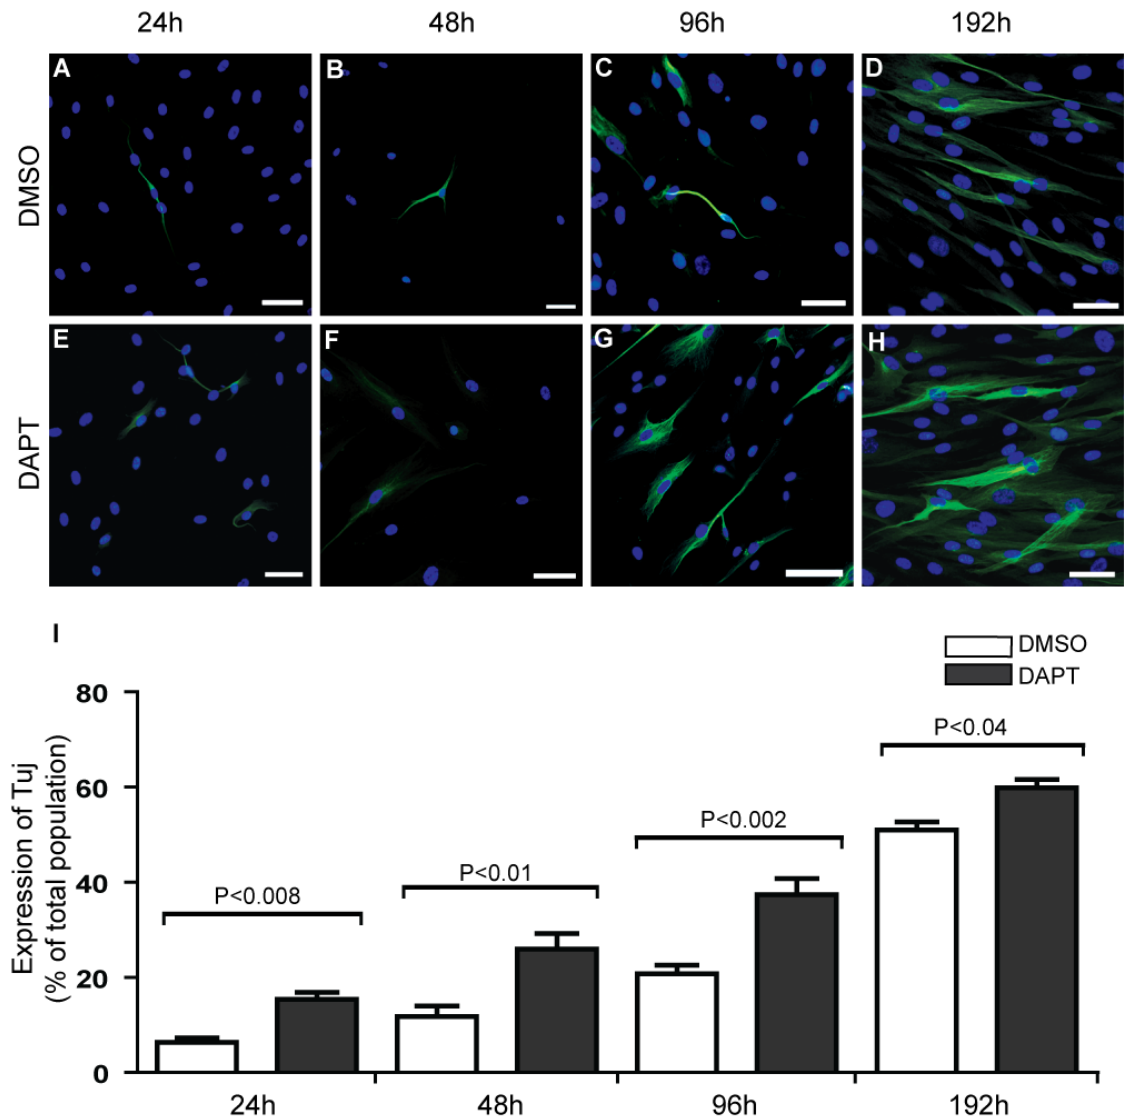 24h 48h 96h 192h
DMSO
A B C D
DAPT
E F G H
I
DMSO
DAPT
Expression of Tuj
(% of total population)
80
60
40
20
0
P<0.008
P<0.01
P<0.002
P<0.04
24h 48h 96h 192h